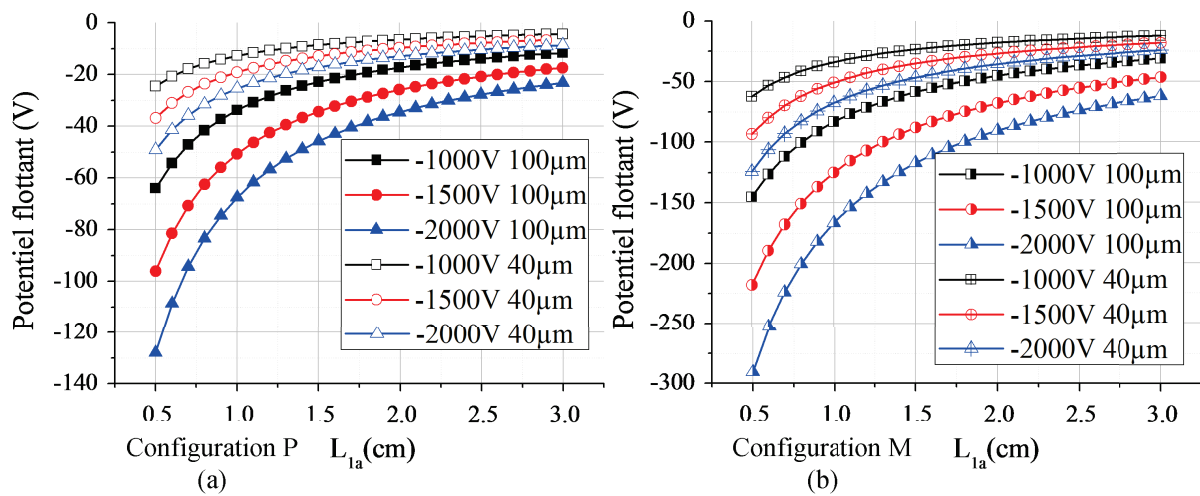 Potentiel flottant (V)
0
-20
-40
-60
-80
-100
-120
-140
0.5 1.0 1.5 2.0 2.5 3.0
-1000V 100µm
-1500V 100µm
-2000V 100µm
-1000V 40µm
-1500V 40µm
-2000V 40µm
Configuration P L1a(cm)
(a)
Potentiel flottant (V)
0
-50
-100
-150
-200
-250
-300
0.5 1.0 1.5 2.0 2.5 3.0
-1000V 100µm
-1500V 100µm
-2000V 100µm
-1000V 40µm
-1500V 40µm
-2000V 40µm
Configuration M L1a(cm)
(b)